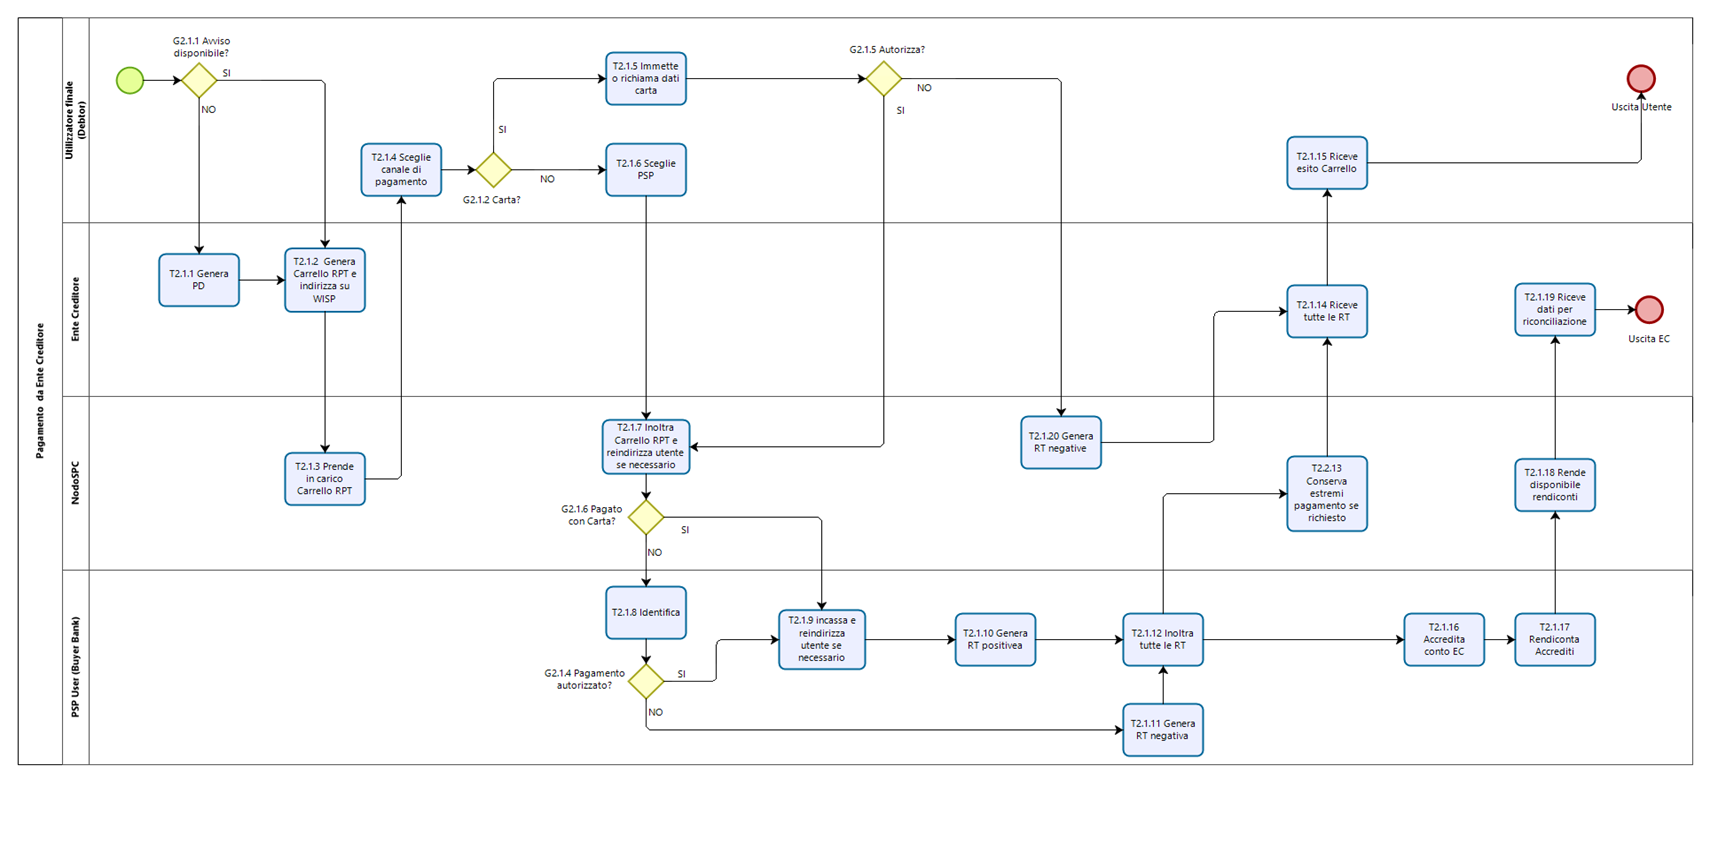 Pagamento da Ente Creditore
Utilizzatore finale
(Debtor)
G2.1.1 Avviso
disponibile?
SI
NO
T2.1.4 Sceglie
canale di
pagamento
SI
NO
G2.1.2 Carta?
T2.1.5 Immette
o richiama dati
carta
T2.1.6 Sceglie
PSP
G2.1.5 Autorizza?
NO
SI
T2.1.15 Riceve
esito Carrello
Uscita Utente
Ente Creditore
T2.1.1 Genera
PD
T2.1.2 Genera
Carrello RPT e
indirizza su
WISP
T2.1.14 Riceve
tutte le RT
T2.1.19 Riceve
dati per
riconciliazione
Uscita EC
NodoSPC
T2.1.3 Prende
in carico
Carrello RPT
T2.1.7 Inoltra
Carrello RPT e
reindirizza utente
se necessario
G2.1.6 Pagato
con Carta?
SI
NO
T2.1.20 Genera
RT negative
T2.2.13
Conserva
estremi
pagamento se
richiesto
T2.1.18 Rende
disponibile
rendiconti
PSP User (Buyer Bank)
T2.1.8 Identifica
G2.1.4 Pagamento
autorizzato?
SI
NO
T2.1.9 incassa e
reindirizza
utente se
necessario
T2.1.10 Genera
RT positivea
T2.1.12 Inoltra
tutte le RT
T2.1.11 Genera
RT negativa
T2.1.16
Accredita
conto EC
T2.1.17
Rendiconta
Accrediti